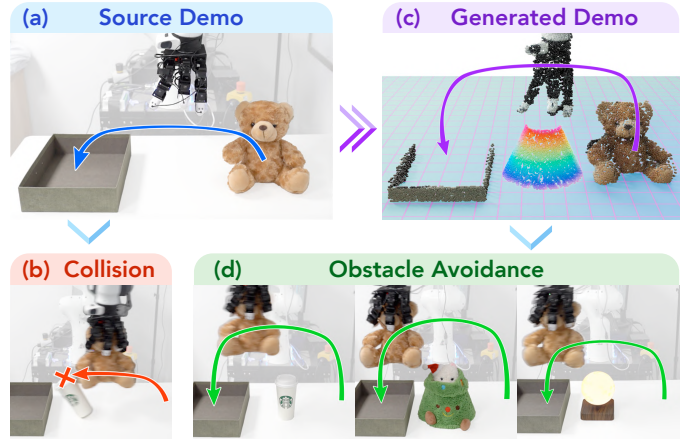 (a) Source Demo
(c) Generated Demo
(b) Collision
(d) Obstacle Avoidance